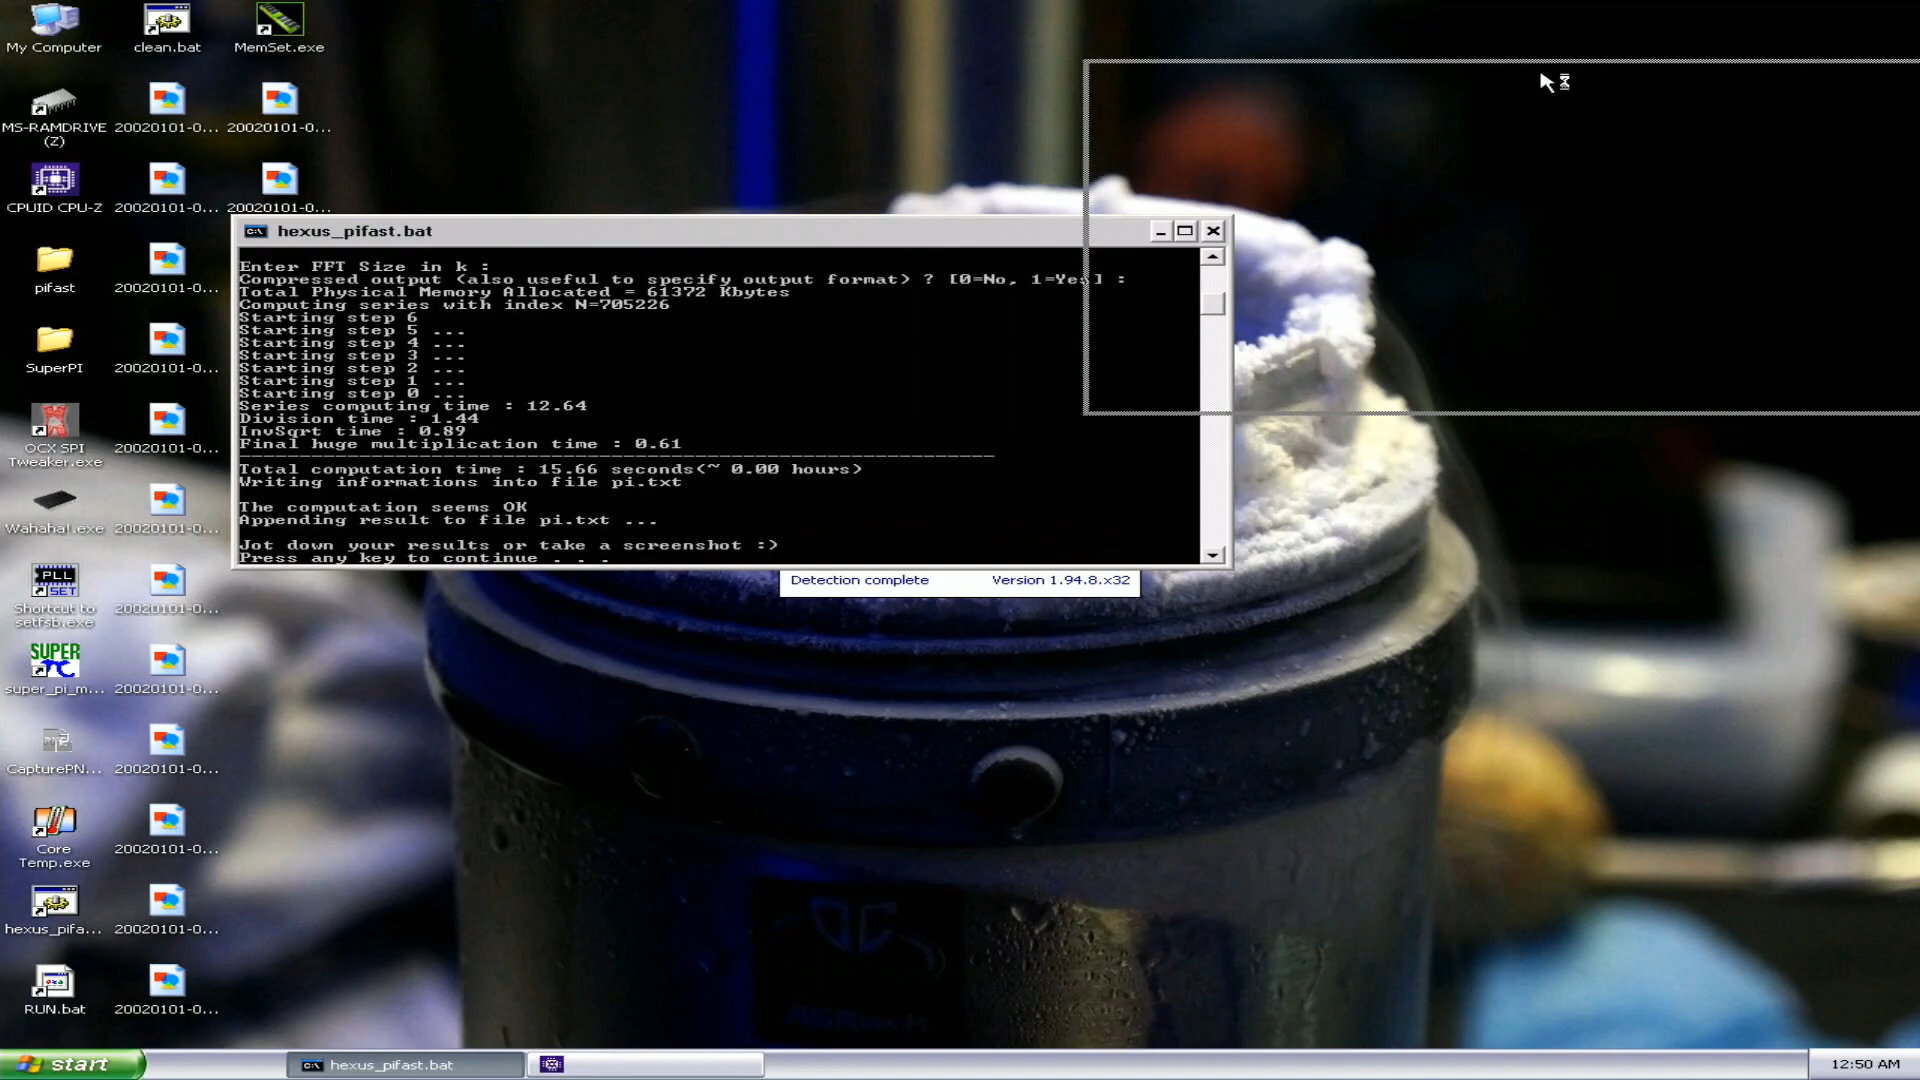 My Computer
clean.bat
MemSet.exe
MS-RAMDRIVE (Z)
20020101-0...
20020101-0...
CPUID CPU-Z
20020101-0...
20020101-0...
pifast
20020101-0...
SuperPI
20020101-0...
OCX SPI Tweaker.exe
20020101-0...
Wahaha!.exe
20020101-0...
PLL
SET
Shortcut to setfsb.exe
20020101-0...
SUPER
super_pi_m...
20020101-0...
CapturePN...
20020101-0...
Core Temp.exe
20020101-0...
hexus_pifa...
20020101-0...
RUN.bat
20020101-0...
hexus_pifast.bat
Enter FFT Size in k :
Compressed output (also useful to specify output format) ? [0=No, 1=Yes] :
Total Physical Memory Allocated = 61372 Kbytes
Computing series with index N=705226
Starting step 6
Starting step 5 ...
Starting step 4 ...
Starting step 3 ...
Starting step 2 ...
Starting step 1 ...
Starting step 0 ...
Series computing time : 12.64
Division time : 1.44
InvSqrt time : 0.89
Final huge multiplication time : 0.61
Total computation time : 15.66 seconds(~ 0.00 hours)
Writing informations into file pi.txt
The computation seems OK
Appending result to file pi.txt ...
Jot down your results or take a screenshot :)
Press any key to continue . . .
Detection complete
Version 1.94.8.x32
start
hexus_pifast.bat
12:50 AM